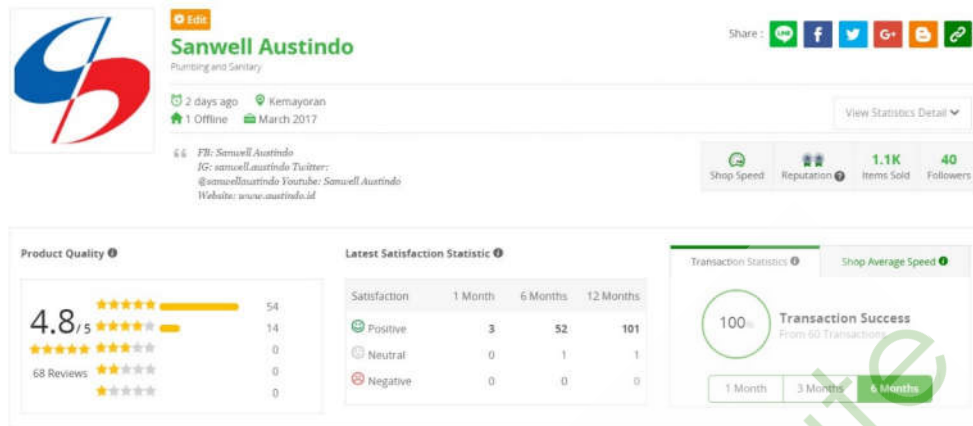 Edit
Sanwell Austindo
Plumbing and Sanitary
Share :
LINE
f
G+
2 days ago Kemayoran
1 Offline March 2017
View Statistics Detail
FB: Sanwell Austindo
IG: sanwell.austindo Twitter:
@sanwellaustindo Youtube: Sanwell Austindo
Website: www.austindo.id
1.1K 40
Shop Speed Reputation Items Sold Followers
Product Quality
4.8/5
68 Reviews
54
14
0
0
0
Latest Satisfaction Statistic
Satisfaction 1 Month 6 Months 12 Months
Positive 3 52 101
Neutral 0 1 1
Negative 0 0 0
Transaction Statistics Shop Average Speed
100%
Transaction Success
From 60 Transactions
1 Month 3 Months 6 Months